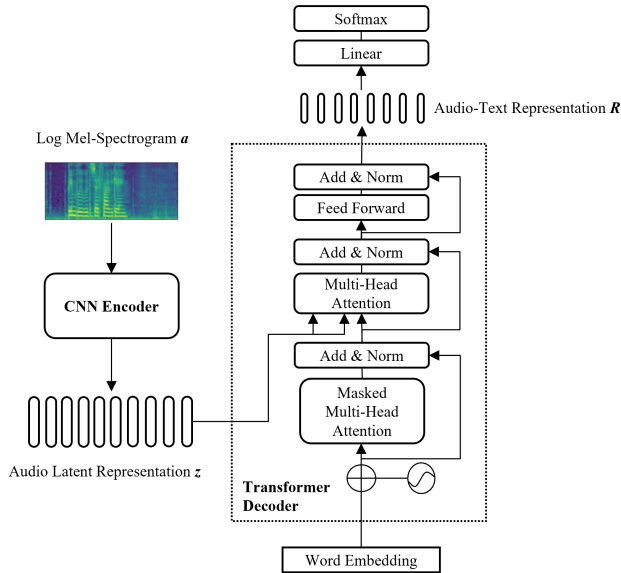 Softmax
Linear
Audio-Text Representation R
Log Mel-Spectrogram a
Add & Norm
Feed Forward
Add & Norm
Multi-Head
Attention
CNN Encoder
Add & Norm
Masked
Multi-Head
Attention
Audio Latent Representation z
Transformer
Decoder
Word Embedding